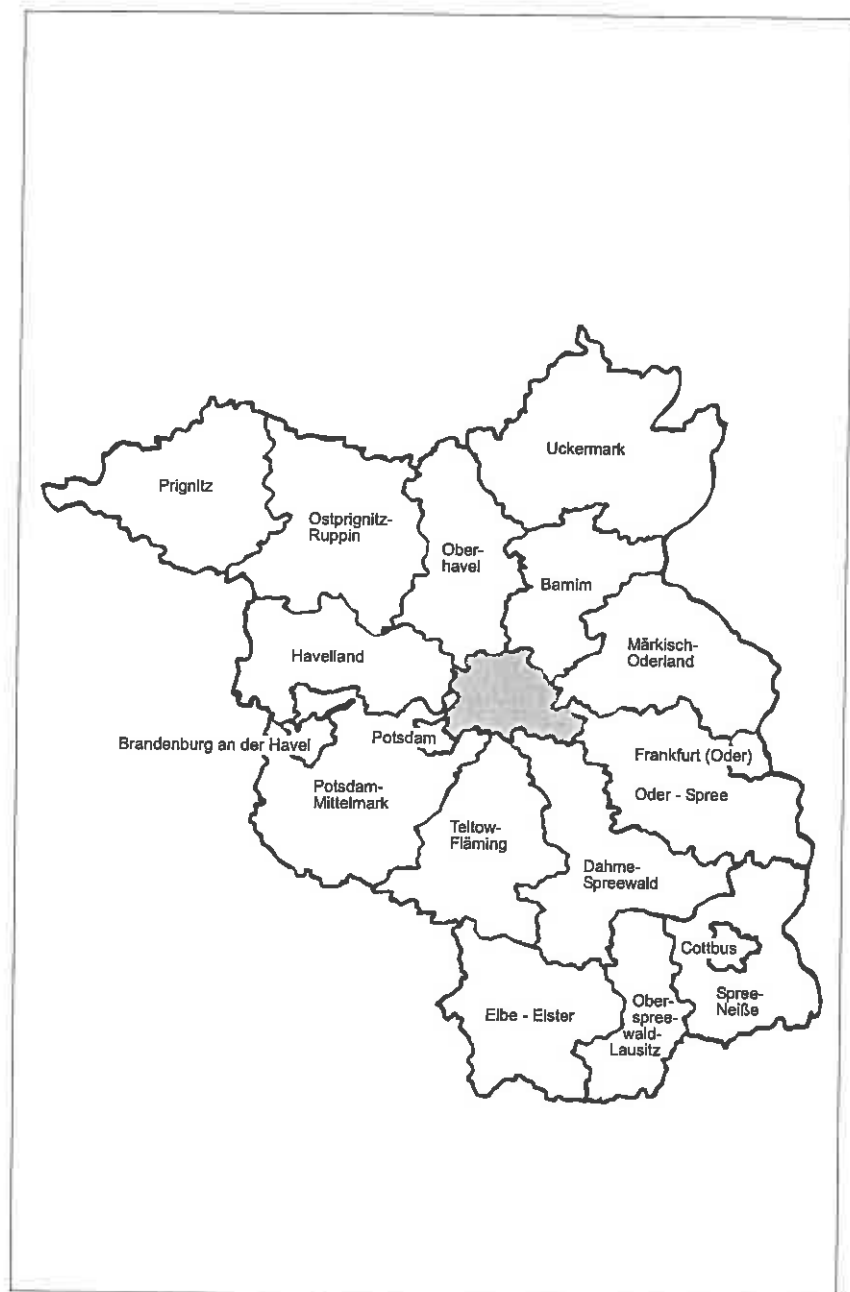 Uckermark
Prignitz
Ostprignitz-
Ruppin
Ober-
havel
Barnim
Märkisch-
Oderland
Havelland
Brandenburg an der Havel
Potsdam
Potsdam-
Mittelmark
Teltow-
Fläming
Frankfurt (Oder)
Oder - Spree
Dahme-
Spreewald
Cottbus
Spree-
Neiße
Elbe - Elster
Ober-
spree-
wald-
Lausitz